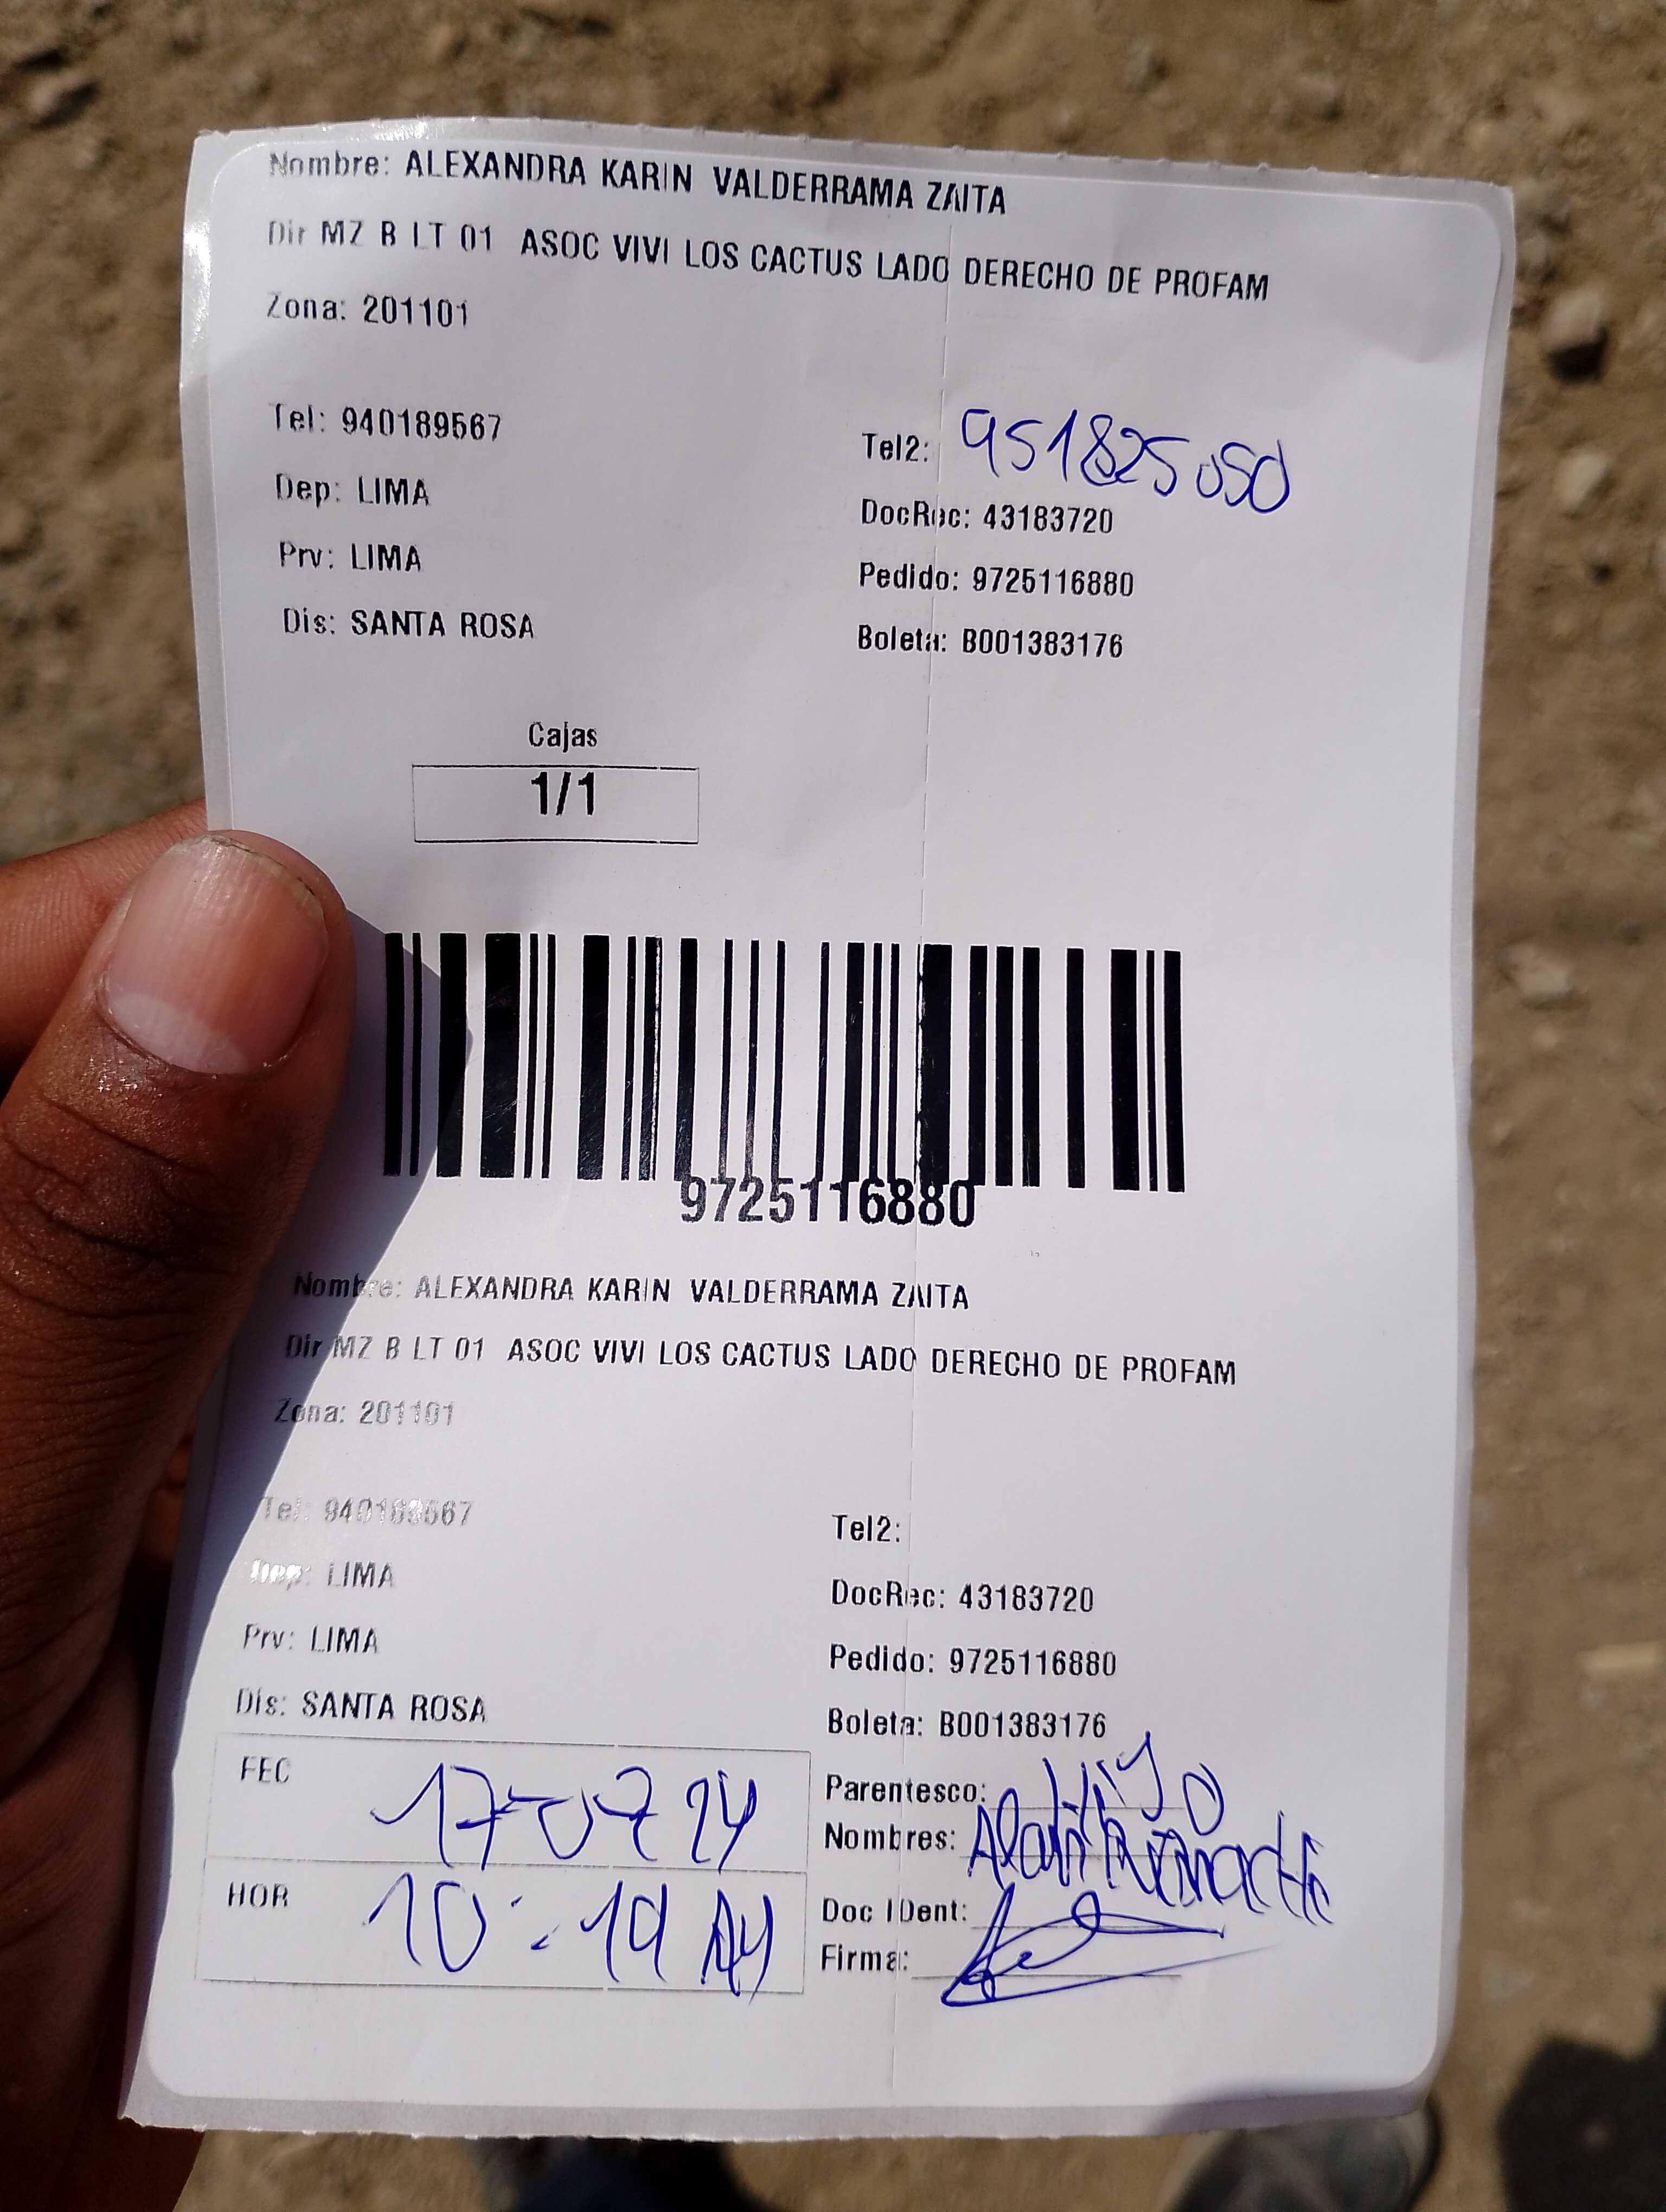 Nombre: ALEXANDRA KARIN VALDERRAMA ZAITA
Dir MZ B LT 01 ASOC VIVI LOS CACTUS LADO DERECHO DE PROFAM
Zona: 201101
Tel: 940189567
Tel2: 951825050
Dep: LIMA
DocRec: 43183720
Prv: LIMA
Pedido: 9725116880
Dis: SANTA ROSA
Boleta: B001383176
Cajas
1/1
9725116880
Nombre: ALEXANDRA KARIN VALDERRAMA ZAITA
Dir MZ B LT 01 ASOC VIVI LOS CACTUS LADO DERECHO DE PROFAM
Zona: 201101
Tel: 940189567
Tel2:
Dep: LIMA
DocRec: 43183720
Prv: LIMA
Pedido: 9725116880
Dis: SANTA ROSA
Boleta: B001383176
FEC 17-07 24
Parentesco: Hijo
Nombres:
HOR 10:19 AM
Doc IDent:
Firma: